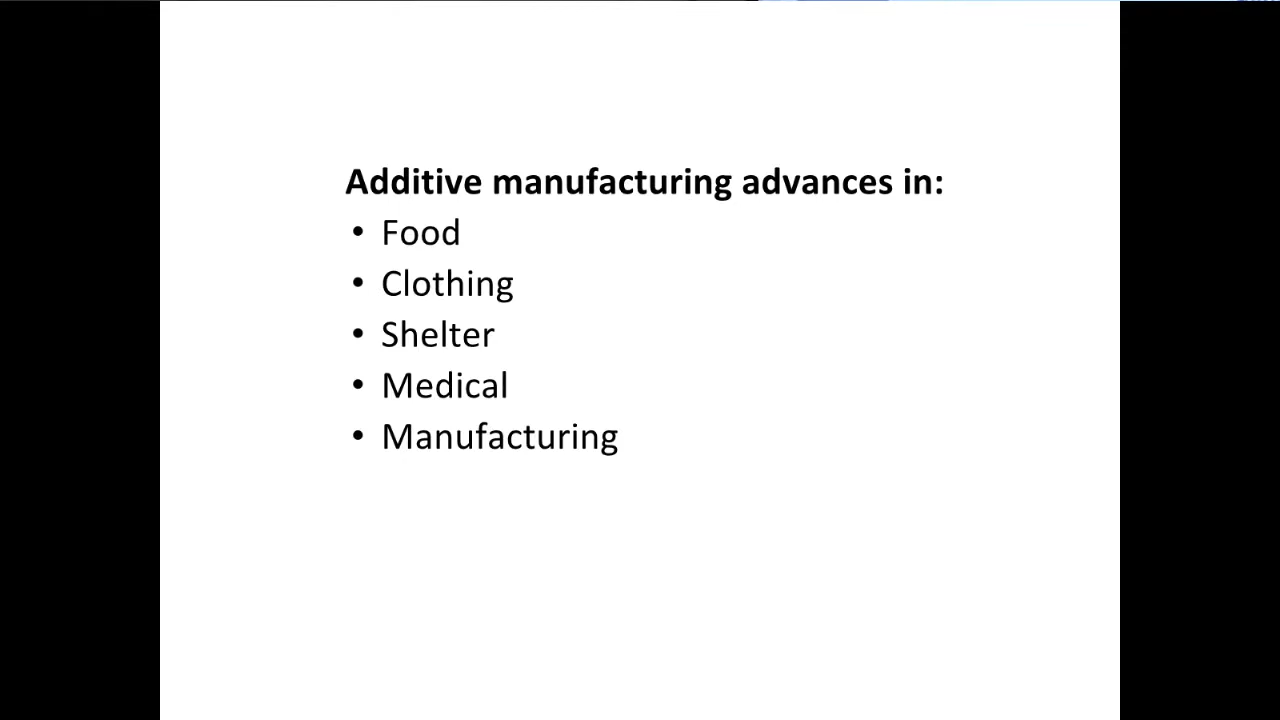 Additive manufacturing advances in:
• Food
• Clothing
• Shelter
• Medical
• Manufacturing